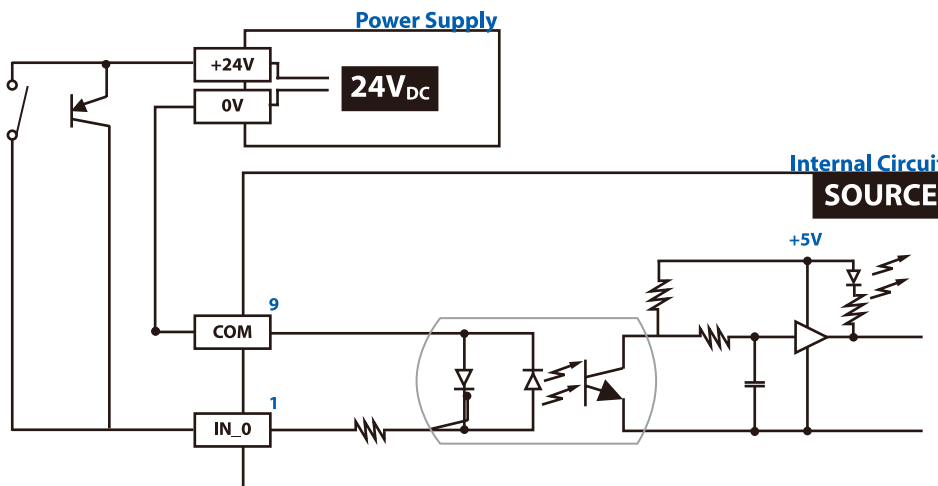 Power Supply
+24V
0V
24VDC
Internal Circuit
SOURCE
+5V
9
COM
1
IN_0